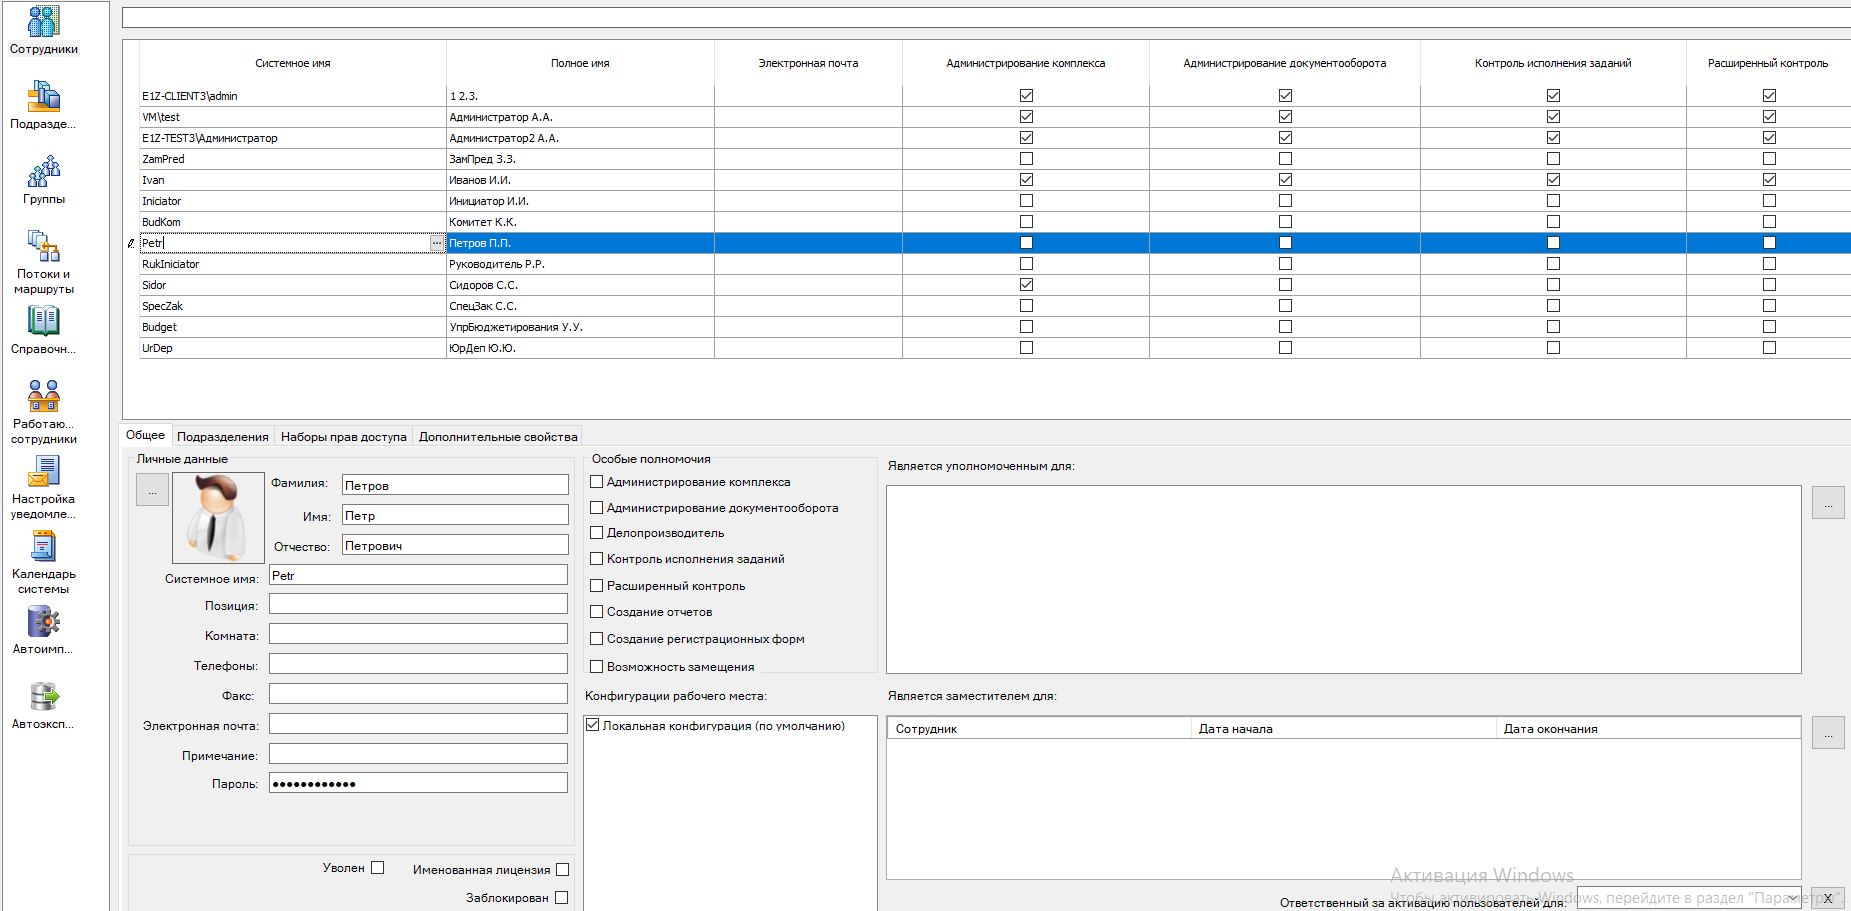 Сотрудники
Подразде...
Группы
Потоки и
маршруты
Справочн...
Работаю...
сотрудники
Настройка
уведомле...
Календарь
системы
Автоимп...
Автоэксп...
Системное имя Полное имя Электронная почта Администрирование комплекса Администрирование документооборота Контроль исполнения заданий Расширенный контроль
E1Z-CLIENT3\admin 1 2.3.
VM\test Администратор А.А.
E1Z-TEST3\Администратор Администратор2 А.А.
ZamPred ЗамПред З.З.
Ivan Иванов И.И.
Iniciator Инициатор И.И.
BudKom Комитет К.К.
Petr ... Петров П.П.
RukIniciator Руководитель Р.Р.
Sidor Сидоров С.С.
SpecZak СпецЗак С.С.
Budget УпрБюджетирования У.У.
UrDep ЮрДеп Ю.Ю.
Общее Подразделения Наборы прав доступа Дополнительные свойства
Личные данные
...
Фамилия: Петров
Имя: Петр
Отчество: Петрович
Системное имя: Petr
Позиция:
Комната:
Телефоны:
Факс:
Электронная почта:
Примечание:
Пароль: ••••••••••••
Уволен
Именованная лицензия
Заблокирован
Особые полномочия
Администрирование комплекса
Администрирование документооборота
Делопроизводитель
Контроль исполнения заданий
Расширенный контроль
Создание отчетов
Создание регистрационных форм
Возможность замещения
Конфигурации рабочего места:
Локальная конфигурация (по умолчанию)
Является уполномоченным для:
...
Является заместителем для:
Сотрудник Дата начала Дата окончания
...
Активация Windows
Чтобы активировать Windows, перейдите в раздел "Параметры".
Ответственный за активацию пользователей для:
X